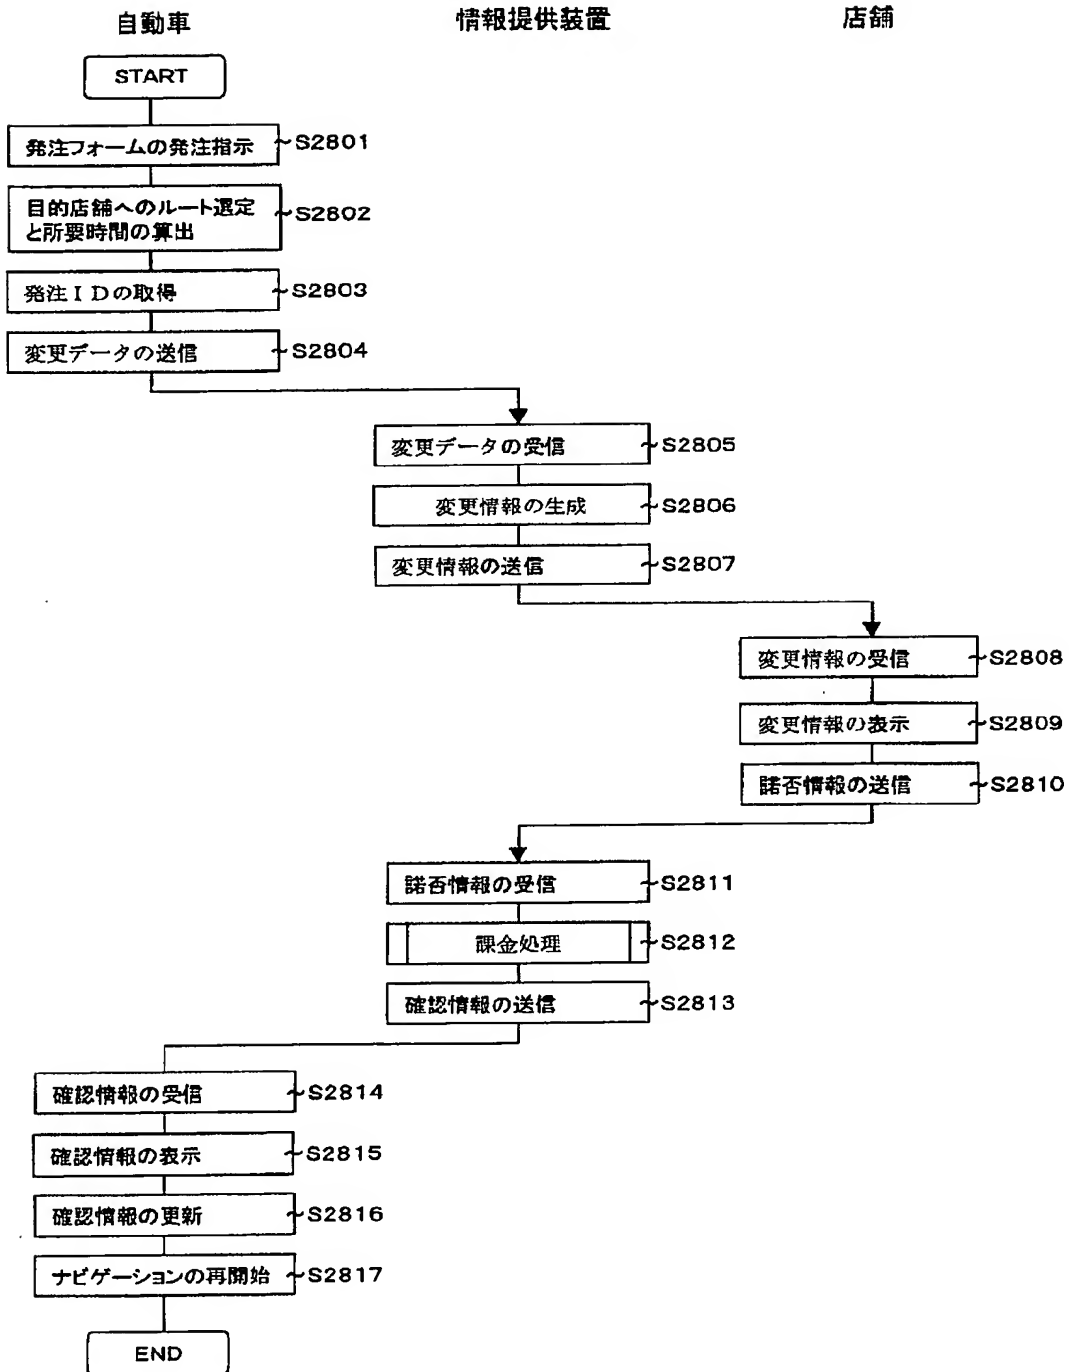 自動車
情報提供装置
店舗
START
発注フォームの発注指示
S2801
目的店舗へのルート選定
と所要時間の算出
S2802
発注IDの取得
S2803
変更データの送信
S2804
変更データの受信
S2805
変更情報の生成
S2806
変更情報の送信
S2807
変更情報の受信
S2808
変更情報の表示
S2809
諾否情報の送信
S2810
諾否情報の受信
S2811
課金処理
S2812
確認情報の送信
S2813
確認情報の受信
S2814
確認情報の表示
S2815
確認情報の更新
S2816
ナビゲーションの再開始
S2817
END